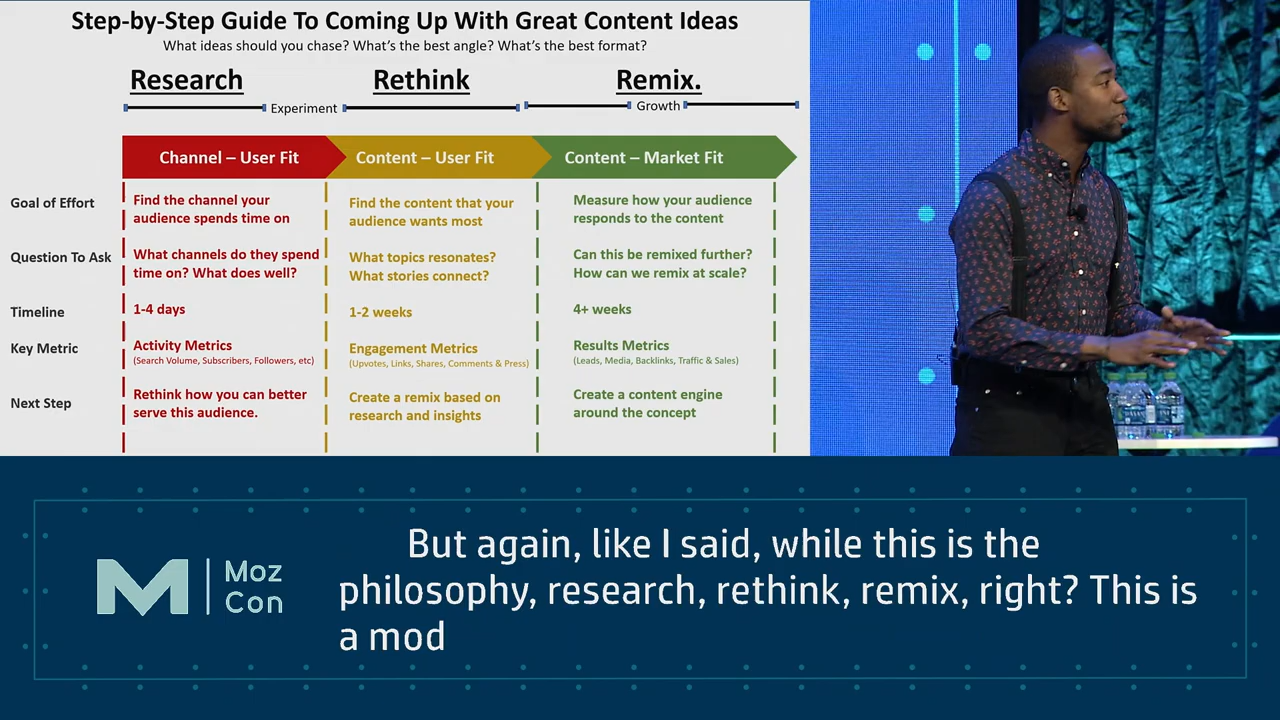 Step-by-Step Guide To Coming Up With Great Content Ideas
What ideas should you chase? What's the best angle? What's the best format?
Research Rethink Remix.
Experiment Growth
Channel – User Fit Content – User Fit Content – Market Fit
Goal of Effort
Find the channel your
audience spends time on
Find the content that your
audience wants most
Measure how your audience
responds to the content
Question To Ask
What channels do they spend
time on? What does well?
What topics resonates?
What stories connect?
Can this be remixed further?
How can we remix at scale?
Timeline
1-4 days
1-2 weeks
4+ weeks
Key Metric
Activity Metrics
(Search Volume, Subscribers, Followers, etc)
Engagement Metrics
(Upvotes, Links, Shares, Comments & Press)
Results Metrics
(Leads, Media, Backlinks, Traffic & Sales)
Next Step
Rethink how you can better
serve this audience.
Create a remix based on
research and insights
Create a content engine
around the concept
Moz
Con
But again, like I said, while this is the
philosophy, research, rethink, remix, right? This is
a mod